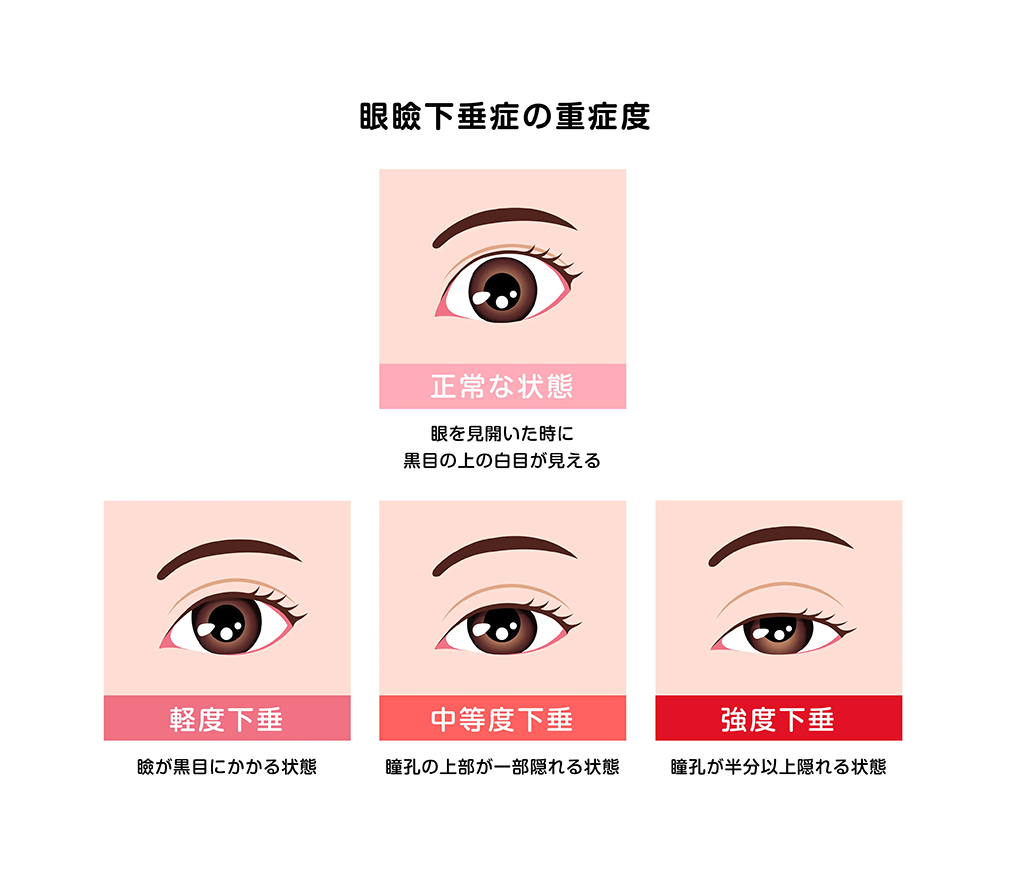 眼瞼下垂症の重症度
正常な状態
眼を見開いた時に
黒目の上の白目が見える
軽度下垂
瞼が黒目にかかる状態
中等度下垂
瞳孔の上部が一部隠れる状態
強度下垂
瞳孔が半分以上隠れる状態